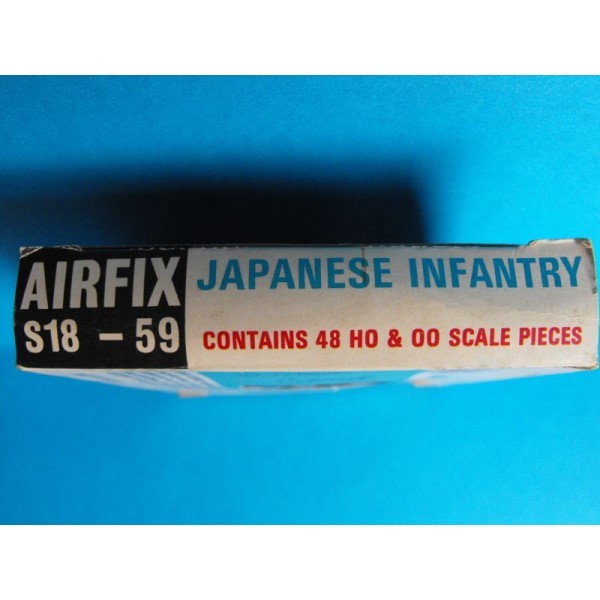 AIRFIX
S18 - 59
JAPANESE INFANTRY
CONTAINS 48 HO & OO SCALE PIECES